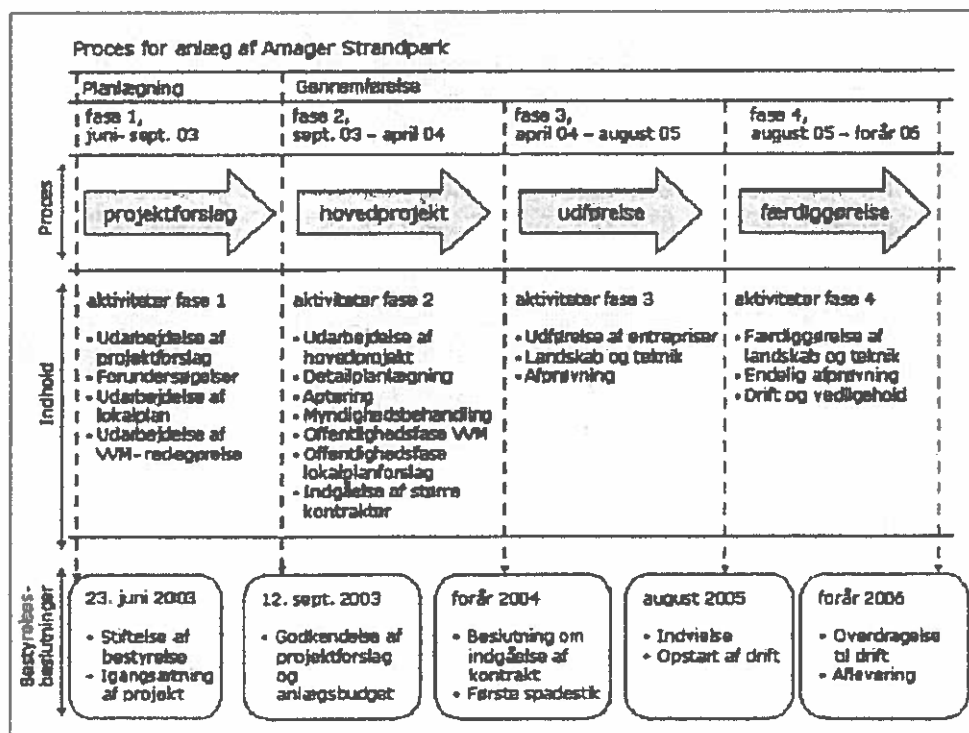 Proces for anlæg af Amager Strandpark
Planlægning
Gennemførelse
fase 1,
juni- sept. 03
fase 2,
sept. 03 – april 04
fase 3,
april 04 – august 05
fase 4,
august 05 – forår 06
Proces
projektforslag
hovedprojekt
udførelse
færdiggørelse
Indhold
aktiviteter fase 1
• Udarbejdelse af
projektforslag
• Forundersøgelser
• Udarbejdelse af
lokalplan
• Udarbejdelse af
VVM-redegørelse
aktiviteter fase 2
• Udarbejdelse af
hovedprojekt
• Detailplanlægning
• Aptering
• Myndighedsbehandling
• Offentlighedsfase VVM
• Offentlighedsfase
lokalplanforslag
• Indgåelse af større
kontrakter
aktiviteter fase 3
• Udførelse af entrepriser
• Landskab og teknik
• Afprøvning
aktiviteter fase 4
• Færdiggørelse af
landskab og teknik
• Endelig afprøvning
• Drift og vedligehold
Bestyrelses-
beslutninger
23. juni 2003
• Stiftelse af
bestyrelse
• Igangsætning
af projekt
12. sept. 2003
• Godkendelse af
projektforslag
og
anlægsbudget
forår 2004
• Beslutning om
indgåelse af
kontrakt
• Første spadestik
august 2005
• Indvielse
• Opstart af drift
forår 2006
• Overdragelse
til drift
• Aflevering